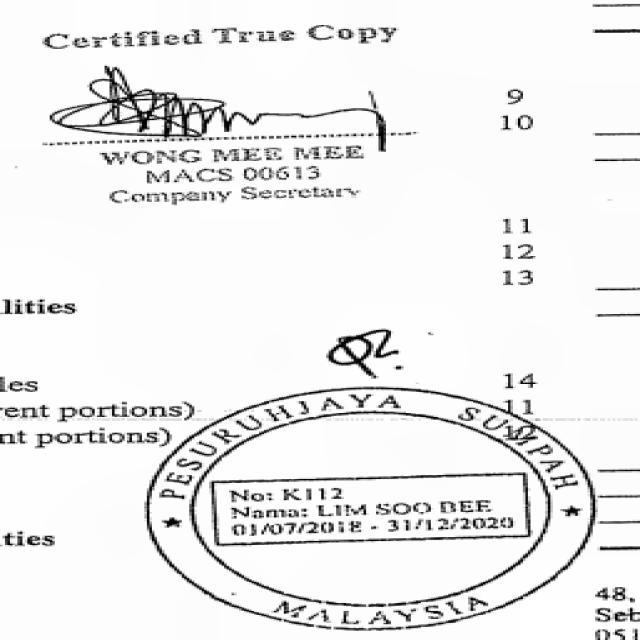 Certified True Copy
9
10
WONG MEE MEE
MACS 00613
Company Secretary
11
12
13
lities
les
14
rent portions)
11
nt portions)
PESURUHJAYA SUMPAH
No: K112
Nama: LIM SOO BEE
01/07/2018 - 31/12/2020
ties
MALAYSIA
48,
Seb
051